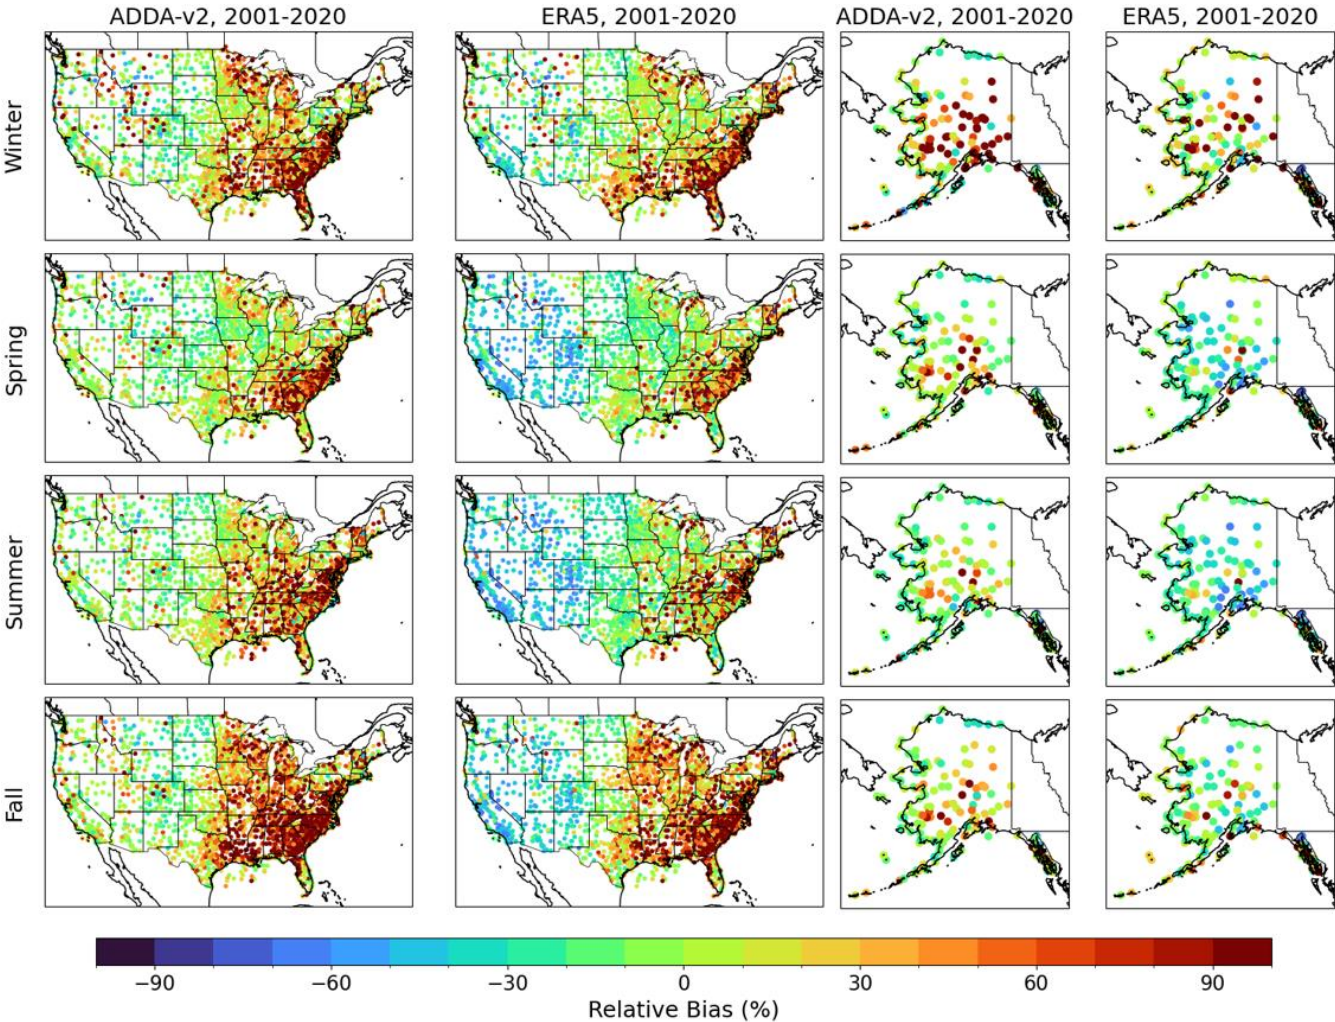 ADDA-v2, 2001-2020
ERA5, 2001-2020
ADDA-v2, 2001-2020
ERA5, 2001-2020
Winter
Spring
Summer
Fall
−90
−60
−30
0
30
60
90
Relative Bias (%)